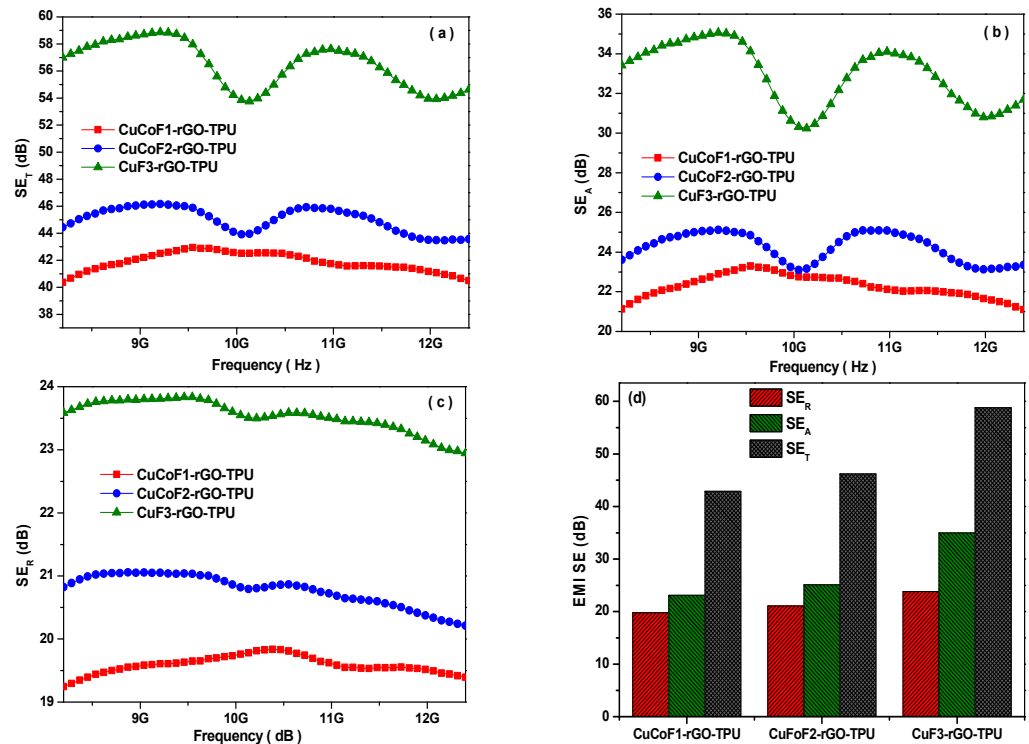 ( a )
60
58
56
54
52
50
48
46
44
42
40
38
SE_T (dB)
CuCoF1-rGO-TPU
CuCoF2-rGO-TPU
CuF3-rGO-TPU
9G 10G 11G 12G
Frequency ( Hz )
( b )
36
34
32
30
28
26
24
22
20
SE_A (dB)
CuCoF1-rGO-TPU
CuCoF2-rGO-TPU
CuF3-rGO-TPU
9G 10G 11G 12G
Frequency ( Hz )
( c )
24
23
22
21
20
19
SE_R (dB)
CuCoF1-rGO-TPU
CuCoF2-rGO-TPU
CuF3-rGO-TPU
9G 10G 11G 12G
Frequency ( dB )
(d)
60
50
40
30
20
10
0
EMI SE (dB)
SE_R
SE_A
SE_T
CuCoF1-rGO-TPU CuFoF2-rGO-TPU CuF3-rGO-TPU